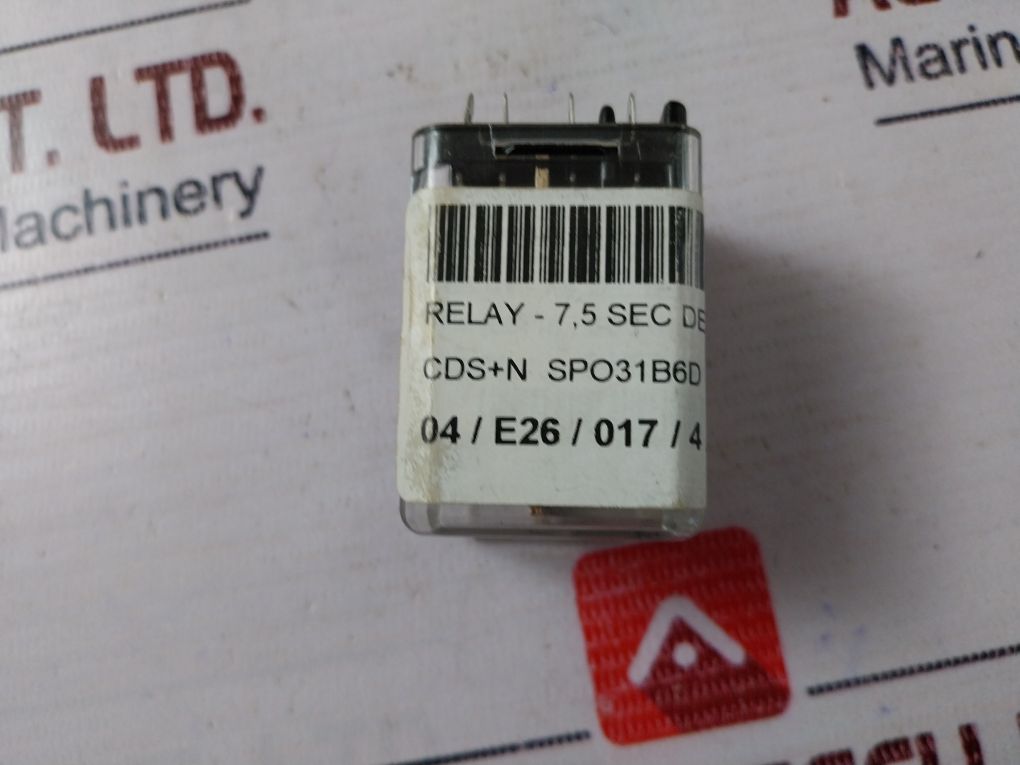 T. LTD.
Machinery
Marin
RELAY - 7,5 SEC DE
CDS+N SPO31B6D
04 / E26 / 017 / 4